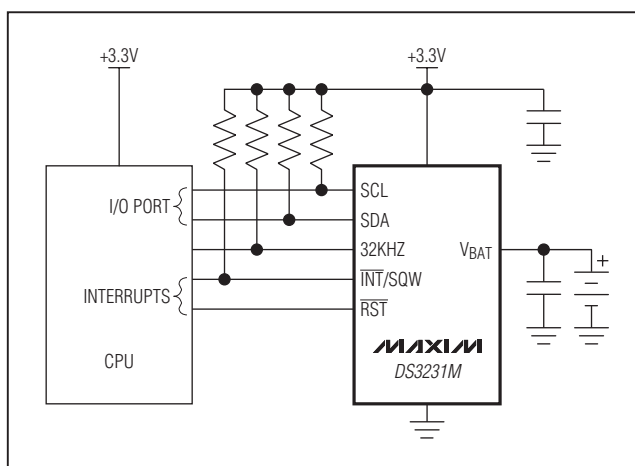 +3.3V
+3.3V
I/O PORT
SCL
SDA
32KHZ
VBAT
+
INTERRUPTS
INT/SQW
RST
CPU
MAXIM
DS3231M